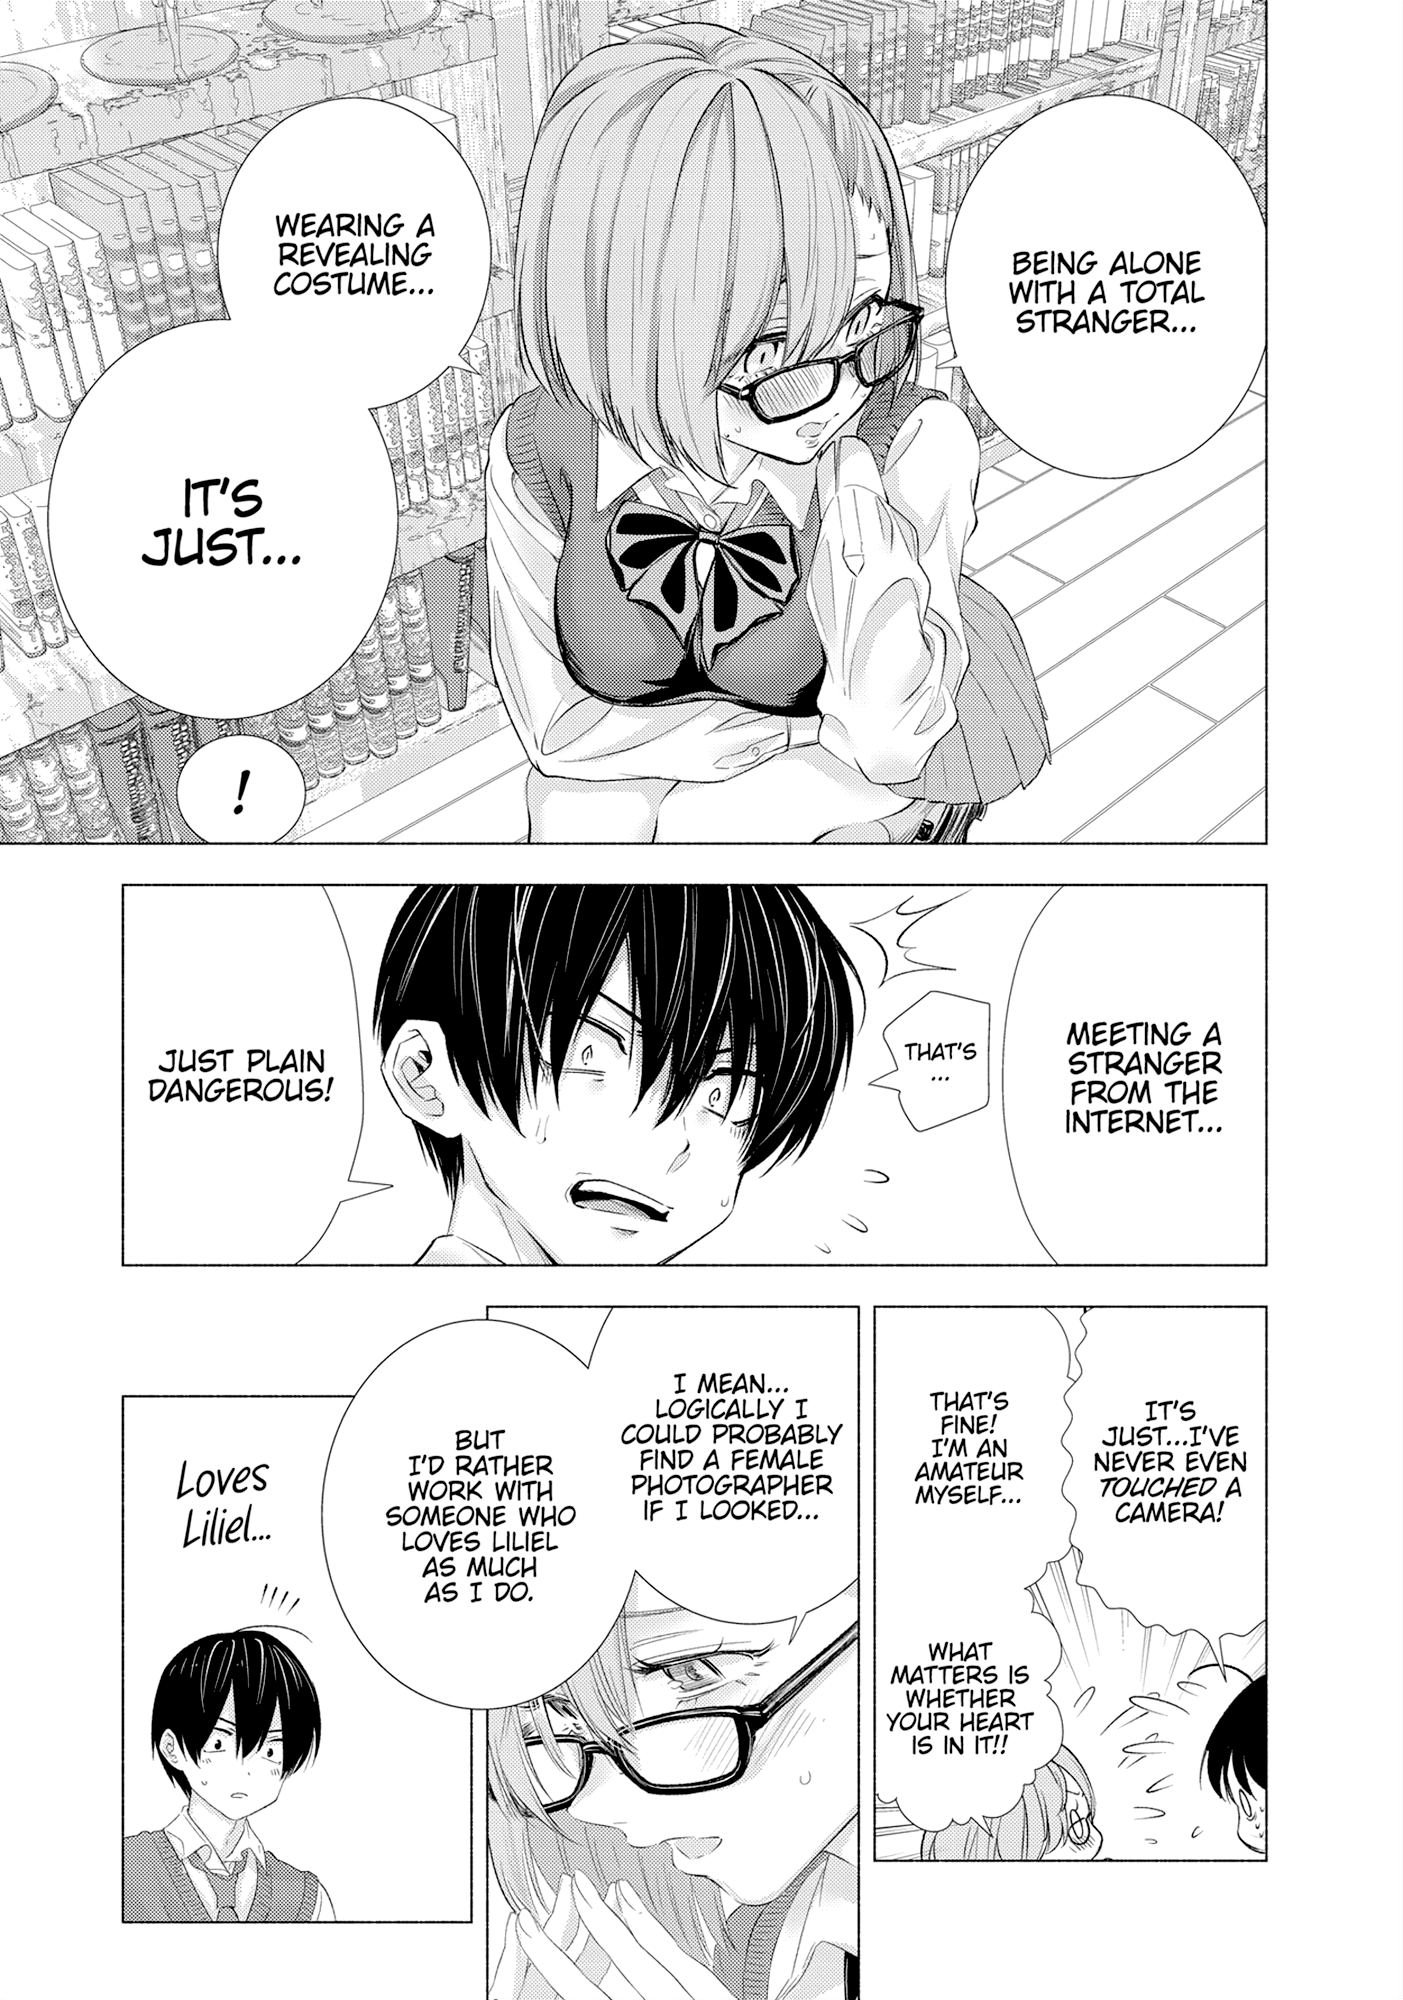 BEING ALONE
WITH A TOTAL
STRANGER...
WEARING A
REVEALING
COSTUME...
IT'S
JUST...
!
MEETING A
STRANGER
FROM THE
INTERNET...
THAT'S
...
JUST PLAIN
DANGEROUS!
IT'S
JUST...I'VE
NEVER EVEN
TOUCHED A
CAMERA!
THAT'S
FINE!
I'M AN
AMATEUR
MYSELF...
WHAT
MATTERS IS
WHETHER
YOUR HEART
IS IN IT!!
I MEAN...
LOGICALLY I
COULD PROBABLY
FIND A FEMALE
PHOTOGRAPHER
IF I LOOKED...
BUT
I'D RATHER
WORK WITH
SOMEONE WHO
LOVES LILIEL
AS MUCH
AS I DO.
Loves
Liliel...